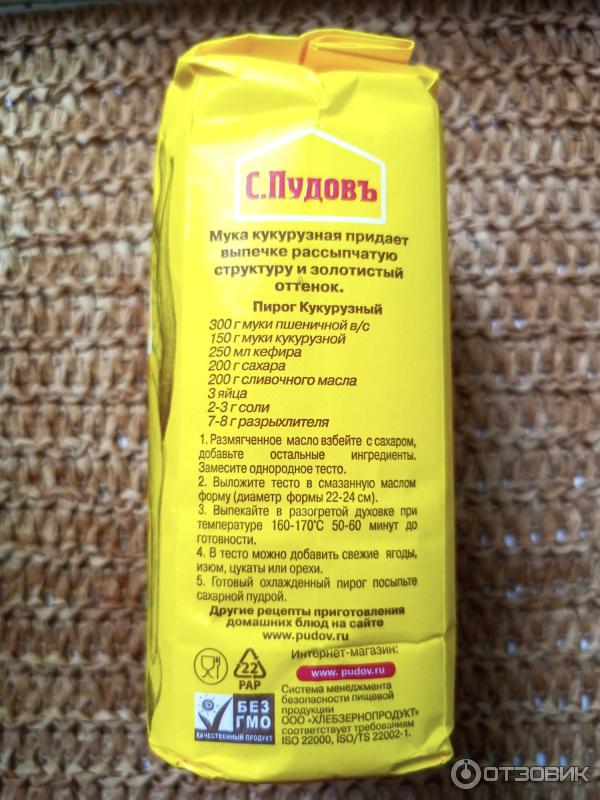 С.ПУДОВЪ
Мука кукурузная придает
выпечке рассыпчатую
структуру и золотистый
оттенок.
Пирог Кукурузный
300 г муки пшеничной в/с
150 г муки кукурузной
250 мл кефира
200 г сахара
200 г сливочного масла
3 яйца
2-3 г соли
7-8 г разрыхлителя
1. Размягченное масло взбейте с сахаром,
добавьте остальные ингредиенты.
Замесите однородное тесто.
2. Выложите тесто в смазанную маслом
форму (диаметр формы 22-24 см).
3. Выпекайте в разогретой духовке при
температуре 160-170°С 50-60 минут до
готовности.
4. В тесто можно добавить свежие ягоды,
изюм, цукаты или орехи.
5. Готовый охлажденный пирог посыпьте
сахарной пудрой.
Другие рецепты приготовления
домашних блюд на сайте
www.pudov.ru
Интернет-магазин:
www. pudov.ru
22
PAP
БЕЗ
ГМО
КАЧЕСТВЕННЫЙ ПРОДУКТ
Система менеджмента
безопасности пищевой
продукции
ООО "ХЛЕБЗЕРНОПРОДУКТ"
соответствует требованиям
ISO 22000, ISO/TS 22002-1.
ОТЗОВИК